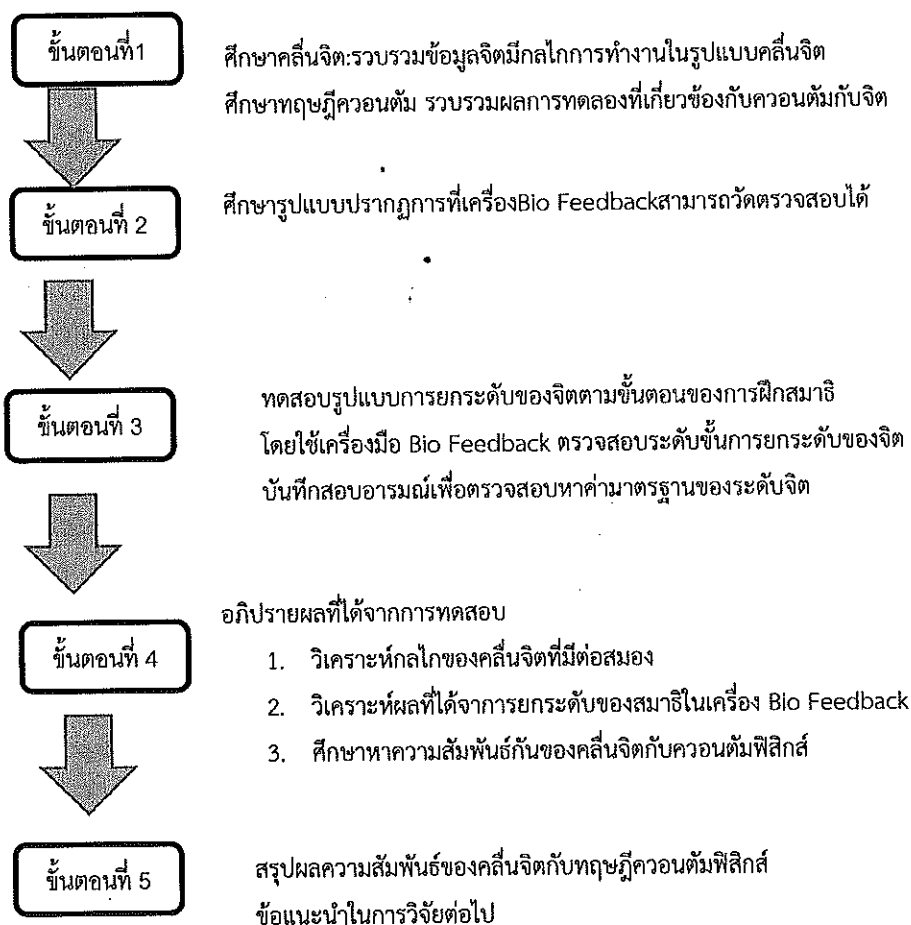 ขั้นตอนที่1
ศึกษาคลื่นจิต:รวบรวมข้อมูลจิตมีกลไกการทำงานในรูปแบบคลื่นจิต
ศึกษาทฤษฎีควอนตัม รวบรวมผลการทดลองที่เกี่ยวข้องกับควอนตัมกับจิต
ขั้นตอนที่ 2
ศึกษารูปแบบปรากฏการที่เครื่องBio Feedbackสามารถวัดตรวจสอบได้
ขั้นตอนที่ 3
ทดสอบรูปแบบการยกระดับของจิตตามขั้นตอนของการฝึกสมาธิ
โดยใช้เครื่องมือ Bio Feedback ตรวจสอบระดับขั้นการยกระดับของจิต
บันทึกสอบอารมณ์เพื่อตรวจสอบหาค่ามาตรฐานของระดับจิต
ขั้นตอนที่ 4
อภิปรายผลที่ได้จากการทดสอบ
1. วิเคราะห์กลไกของคลื่นจิตที่มีต่อสมอง
2. วิเคราะห์ผลที่ได้จาการยกระดับของสมาธิในเครื่อง Bio Feedback
3. ศึกษาหาความสัมพันธ์กันของคลื่นจิตกับควอนตัมฟิสิกส์
ขั้นตอนที่ 5
สรุปผลความสัมพันธ์ของคลื่นจิตกับทฤษฎีควอนตัมฟิสิกส์
ข้อแนะนำในการวิจัยต่อไป